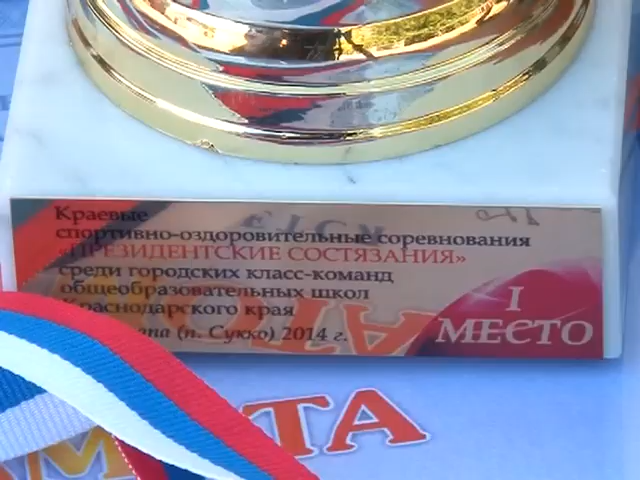 Краевые
спортивно-оздоровительные соревнования
«ПРЕЗИДЕНТСКИЕ СОСТЯЗАНИЯ»
среди городских класс-команд
общеобразовательных школ
Краснодарского края
(п. Сукко) 2014 г.
I
МЕСТО